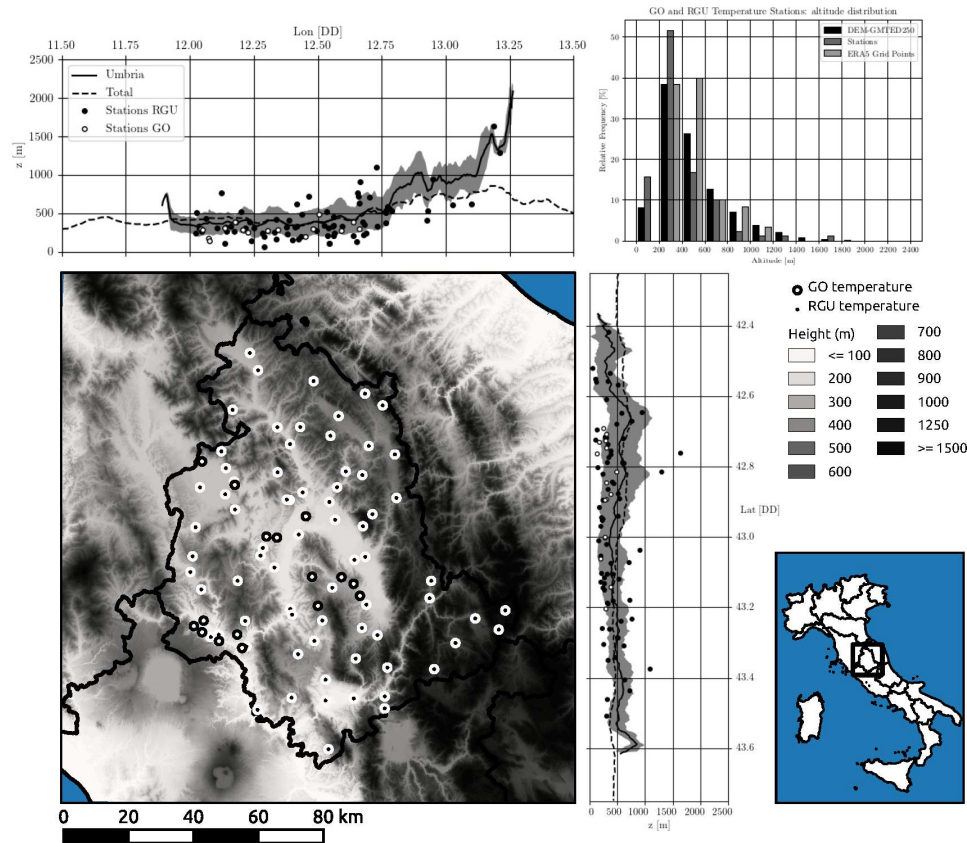 Lon [DD]
11.50 11.75 12.00 12.25 12.50 12.75 13.00 13.25 13.50
2500
2000
1500
1000
500
0
z [m]
Umbria
Total
Stations RGU
Stations GO
GO and RGU Temperature Stations: altitude distribution
DEM-GMTED250
Stations
ERA5 Grid Points
50
40
30
20
10
0
Relative Frequency [%]
0 200 400 600 800 1000 1200 1400 1600 1800 2000 2200 2400
Altitude [m]
42.4
42.6
42.8
Lat [DD]
43.0
43.2
43.4
43.6
0 500 1000 1500 2000 2500
z [m]
GO temperature
RGU temperature
Height (m)
<= 100
200
300
400
500
600
700
800
900
1000
1250
>= 1500
0 20 40 60 80 km